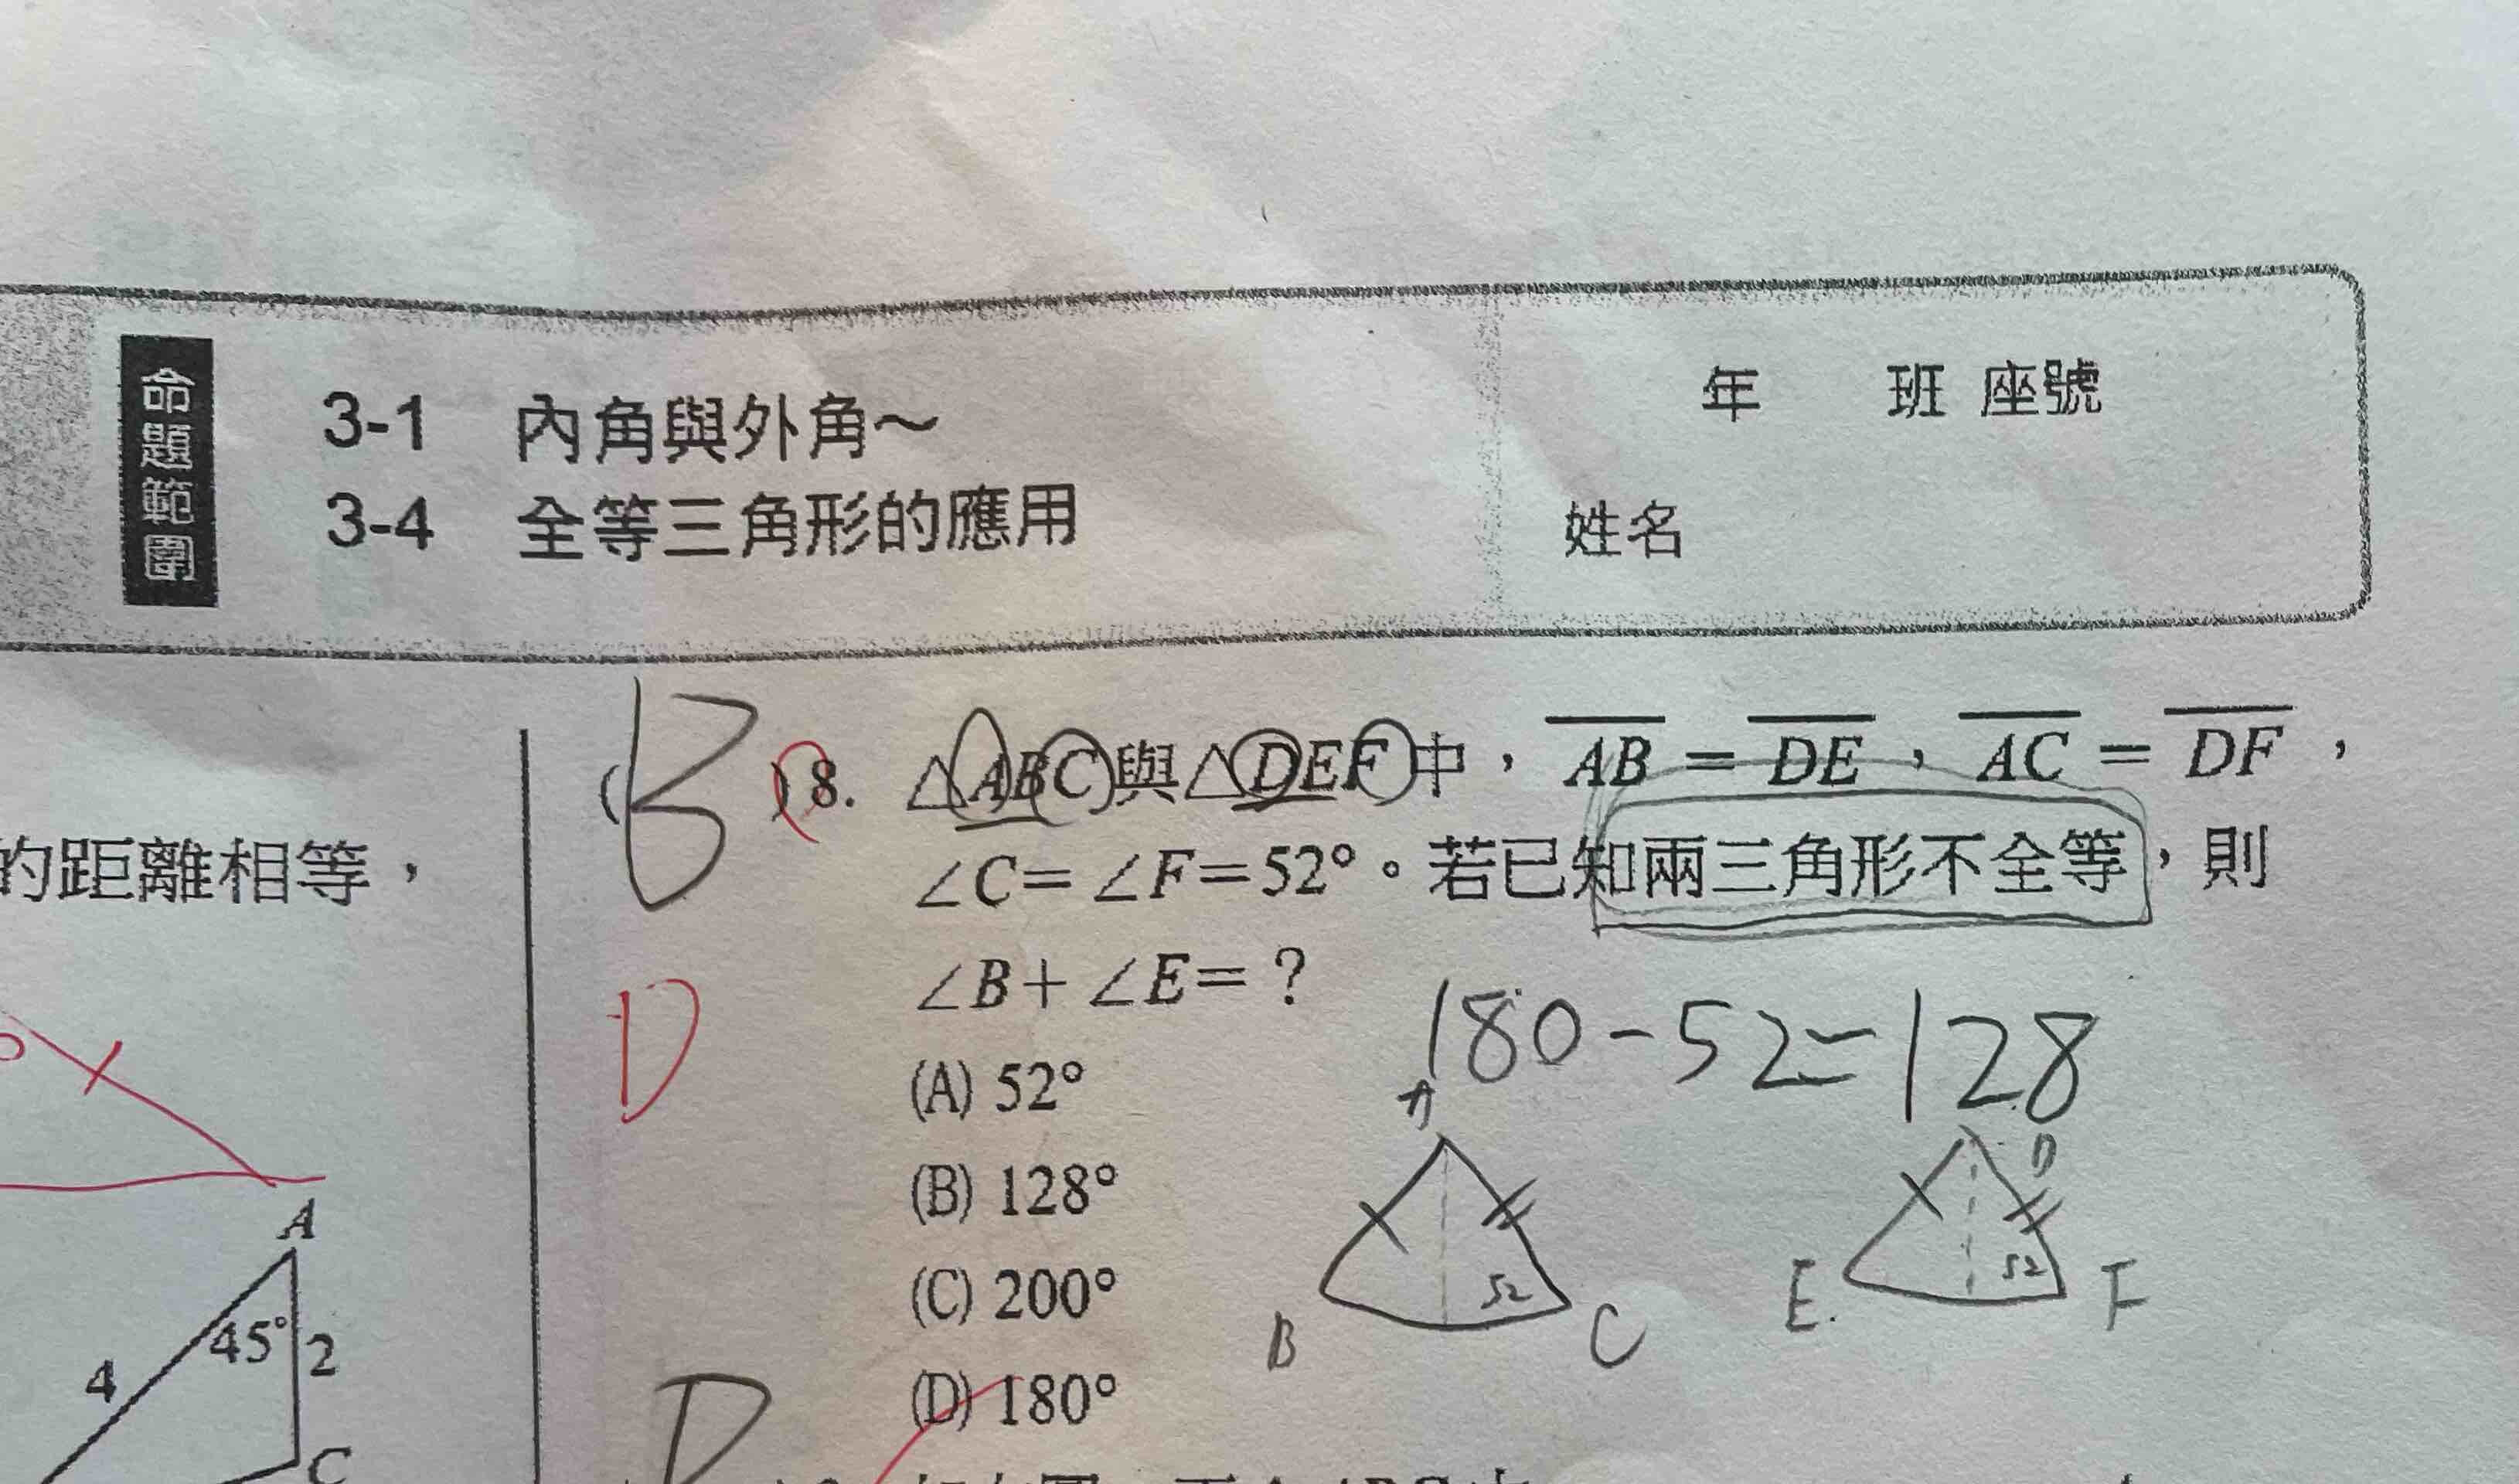 命題範圍
3-1 內角與外角～
3-4 全等三角形的應用
年 班 座號
姓名
的距離相等，
A
45°
4
2
C
(B)8. △ABC與△DEF中，AB = DE，AC = DF，
∠C=∠F=52°。若已知兩三角形不全等，則
∠B+∠E=？
D
180-52=128
(A) 52°
(B) 128°
(C) 200°
(D) 180°
A
52
B
C
D
52
E
F
D